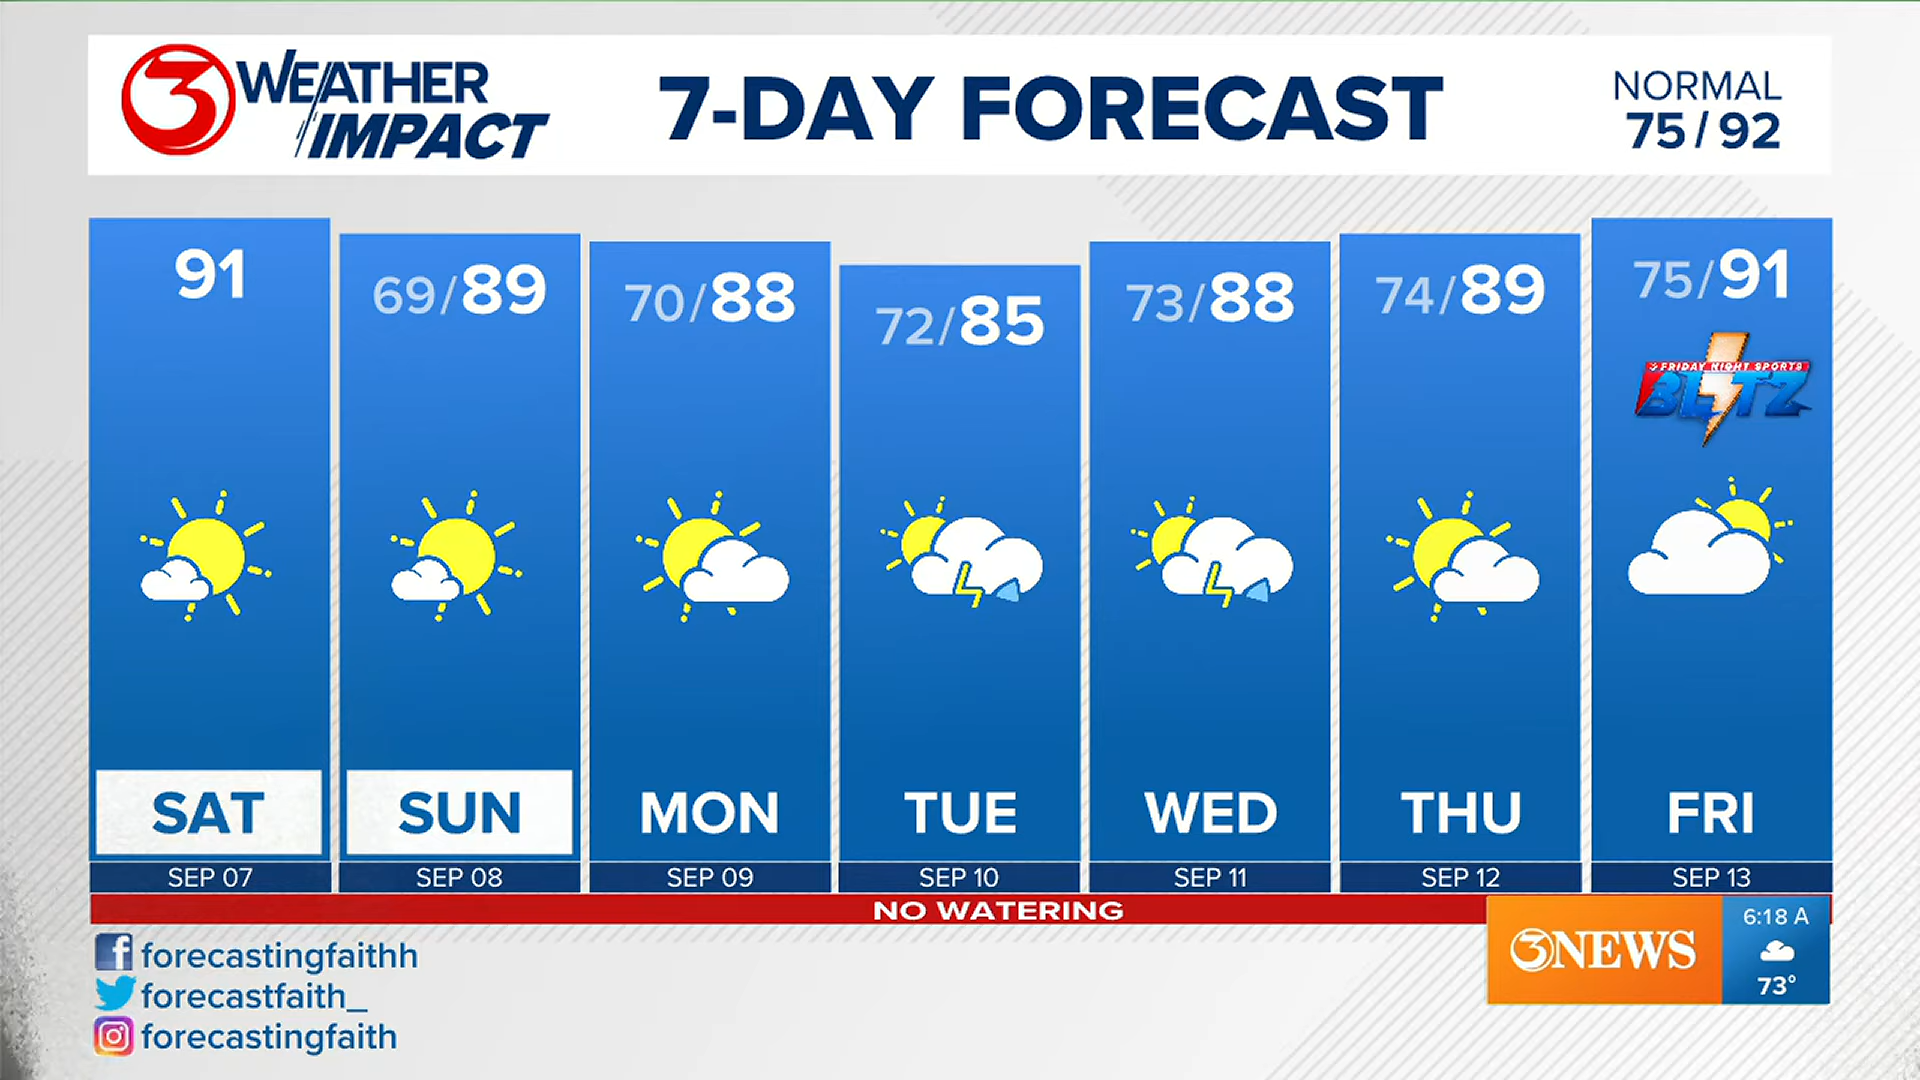 3 WEATHER IMPACT
7-DAY FORECAST
NORMAL
75/92
91
69/89
70/88
72/85
73/88
74/89
75/91
3 FRIDAY NIGHT SPORTS
BLITZ
SAT
SUN
MON
TUE
WED
THU
FRI
SEP 07
SEP 08
SEP 09
SEP 10
SEP 11
SEP 12
SEP 13
NO WATERING
forecastingfaithh
forecastfaith_
forecastingfaith
3NEWS
6:18 A
73°